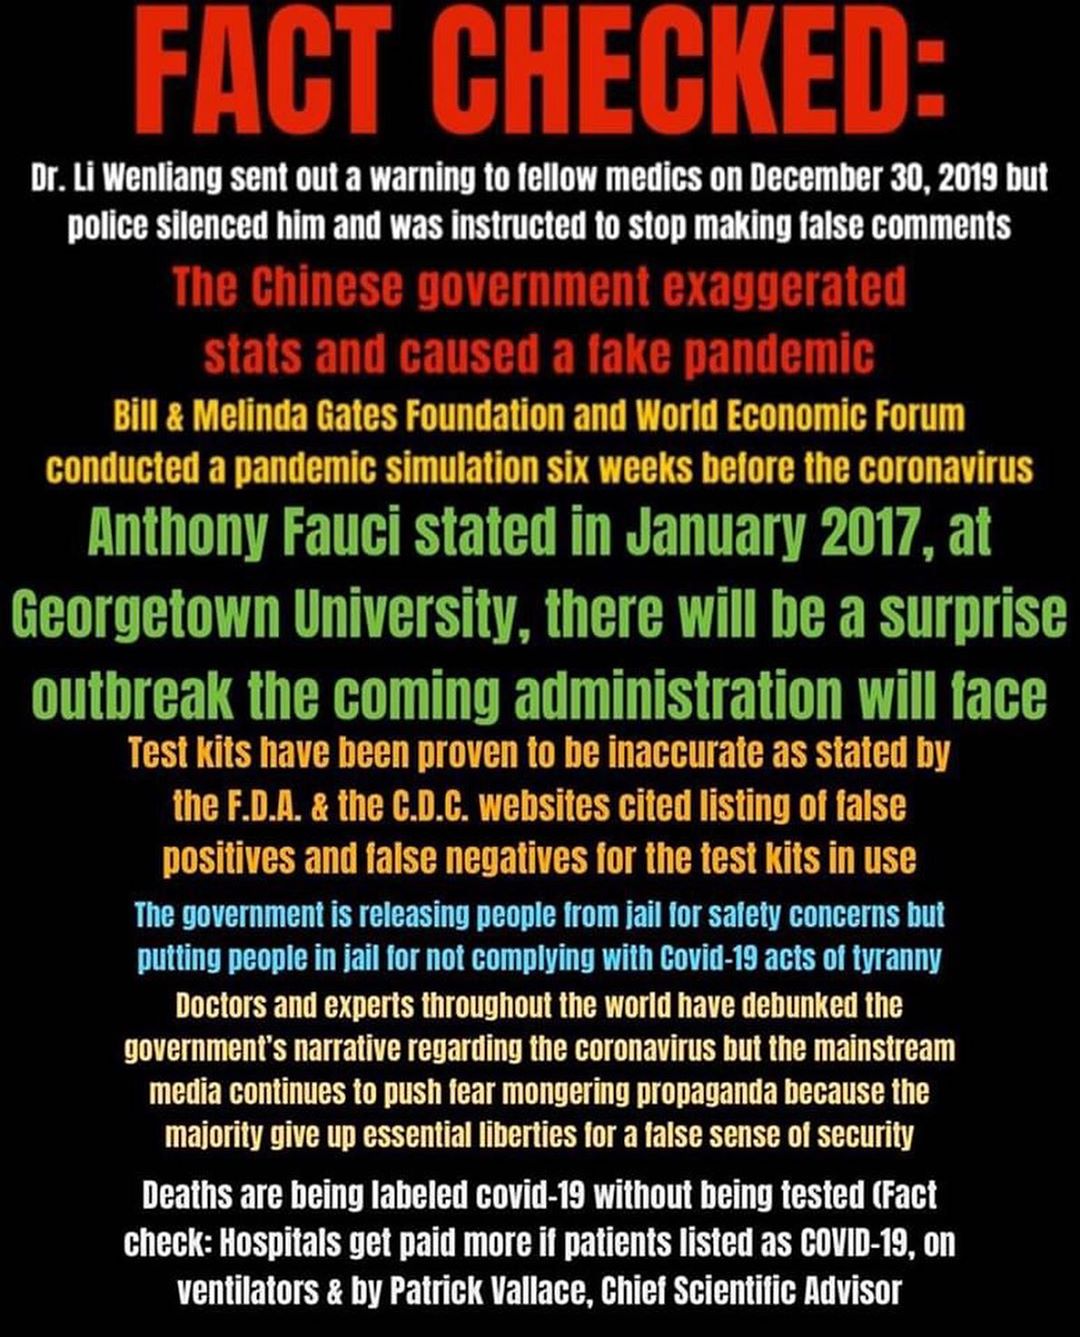 FACT CHECKED:
Dr. Li Wenliang sent out a warning to fellow medics on December 30, 2019 but
police silenced him and was instructed to stop making false comments
The Chinese government exaggerated
stats and caused a fake pandemic
Bill & Melinda Gates Foundation and World Economic Forum
conducted a pandemic simulation six weeks before the coronavirus
Anthony Fauci stated in January 2017, at
Georgetown University, there will be a surprise
outbreak the coming administration will face
Test kits have been proven to be inaccurate as stated by
the F.D.A. & the C.D.C. websites cited listing of false
positives and false negatives for the test kits in use
The government is releasing people from jail for safety concerns but
putting people in jail for not complying with Covid-19 acts of tyranny
Doctors and experts throughout the world have debunked the
government's narrative regarding the coronavirus but the mainstream
media continues to push fear mongering propaganda because the
majority give up essential liberties for a false sense of security
Deaths are being labeled covid-19 without being tested (Fact
check: Hospitals get paid more if patients listed as COVID-19, on
ventilators & by Patrick Vallace, Chief Scientific Advisor